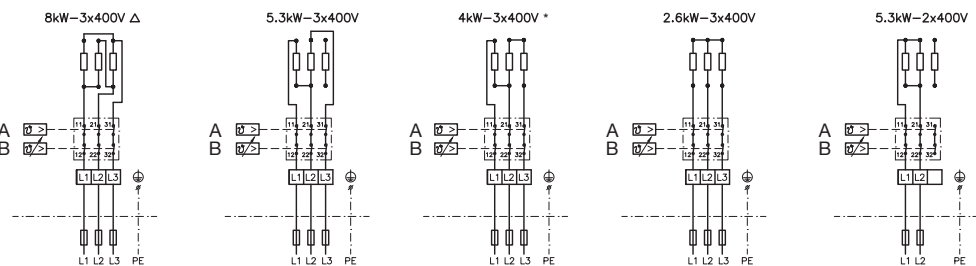 8kW-3x400V △ 5.3kW-3x400V 4kW-3x400V * 2.6kW-3x400V 5.3kW-2x400V
11 21 31 11 21 31 11 21 31 11 21 31 11 21 31
A ϑ > A ϑ > A ϑ > A ϑ > A ϑ >
B ϑ > B ϑ > B ϑ > B ϑ > B ϑ >
12 22 32 12 22 32 12 22 32 12 22 32 12 22 32
L1 L2 L3 L1 L2 L3 L1 L2 L3 L1 L2 L3 L1 L2
L1 L2 L3 PE L1 L2 L3 PE L1 L2 L3 PE L1 L2 L3 PE L1 L2 PE